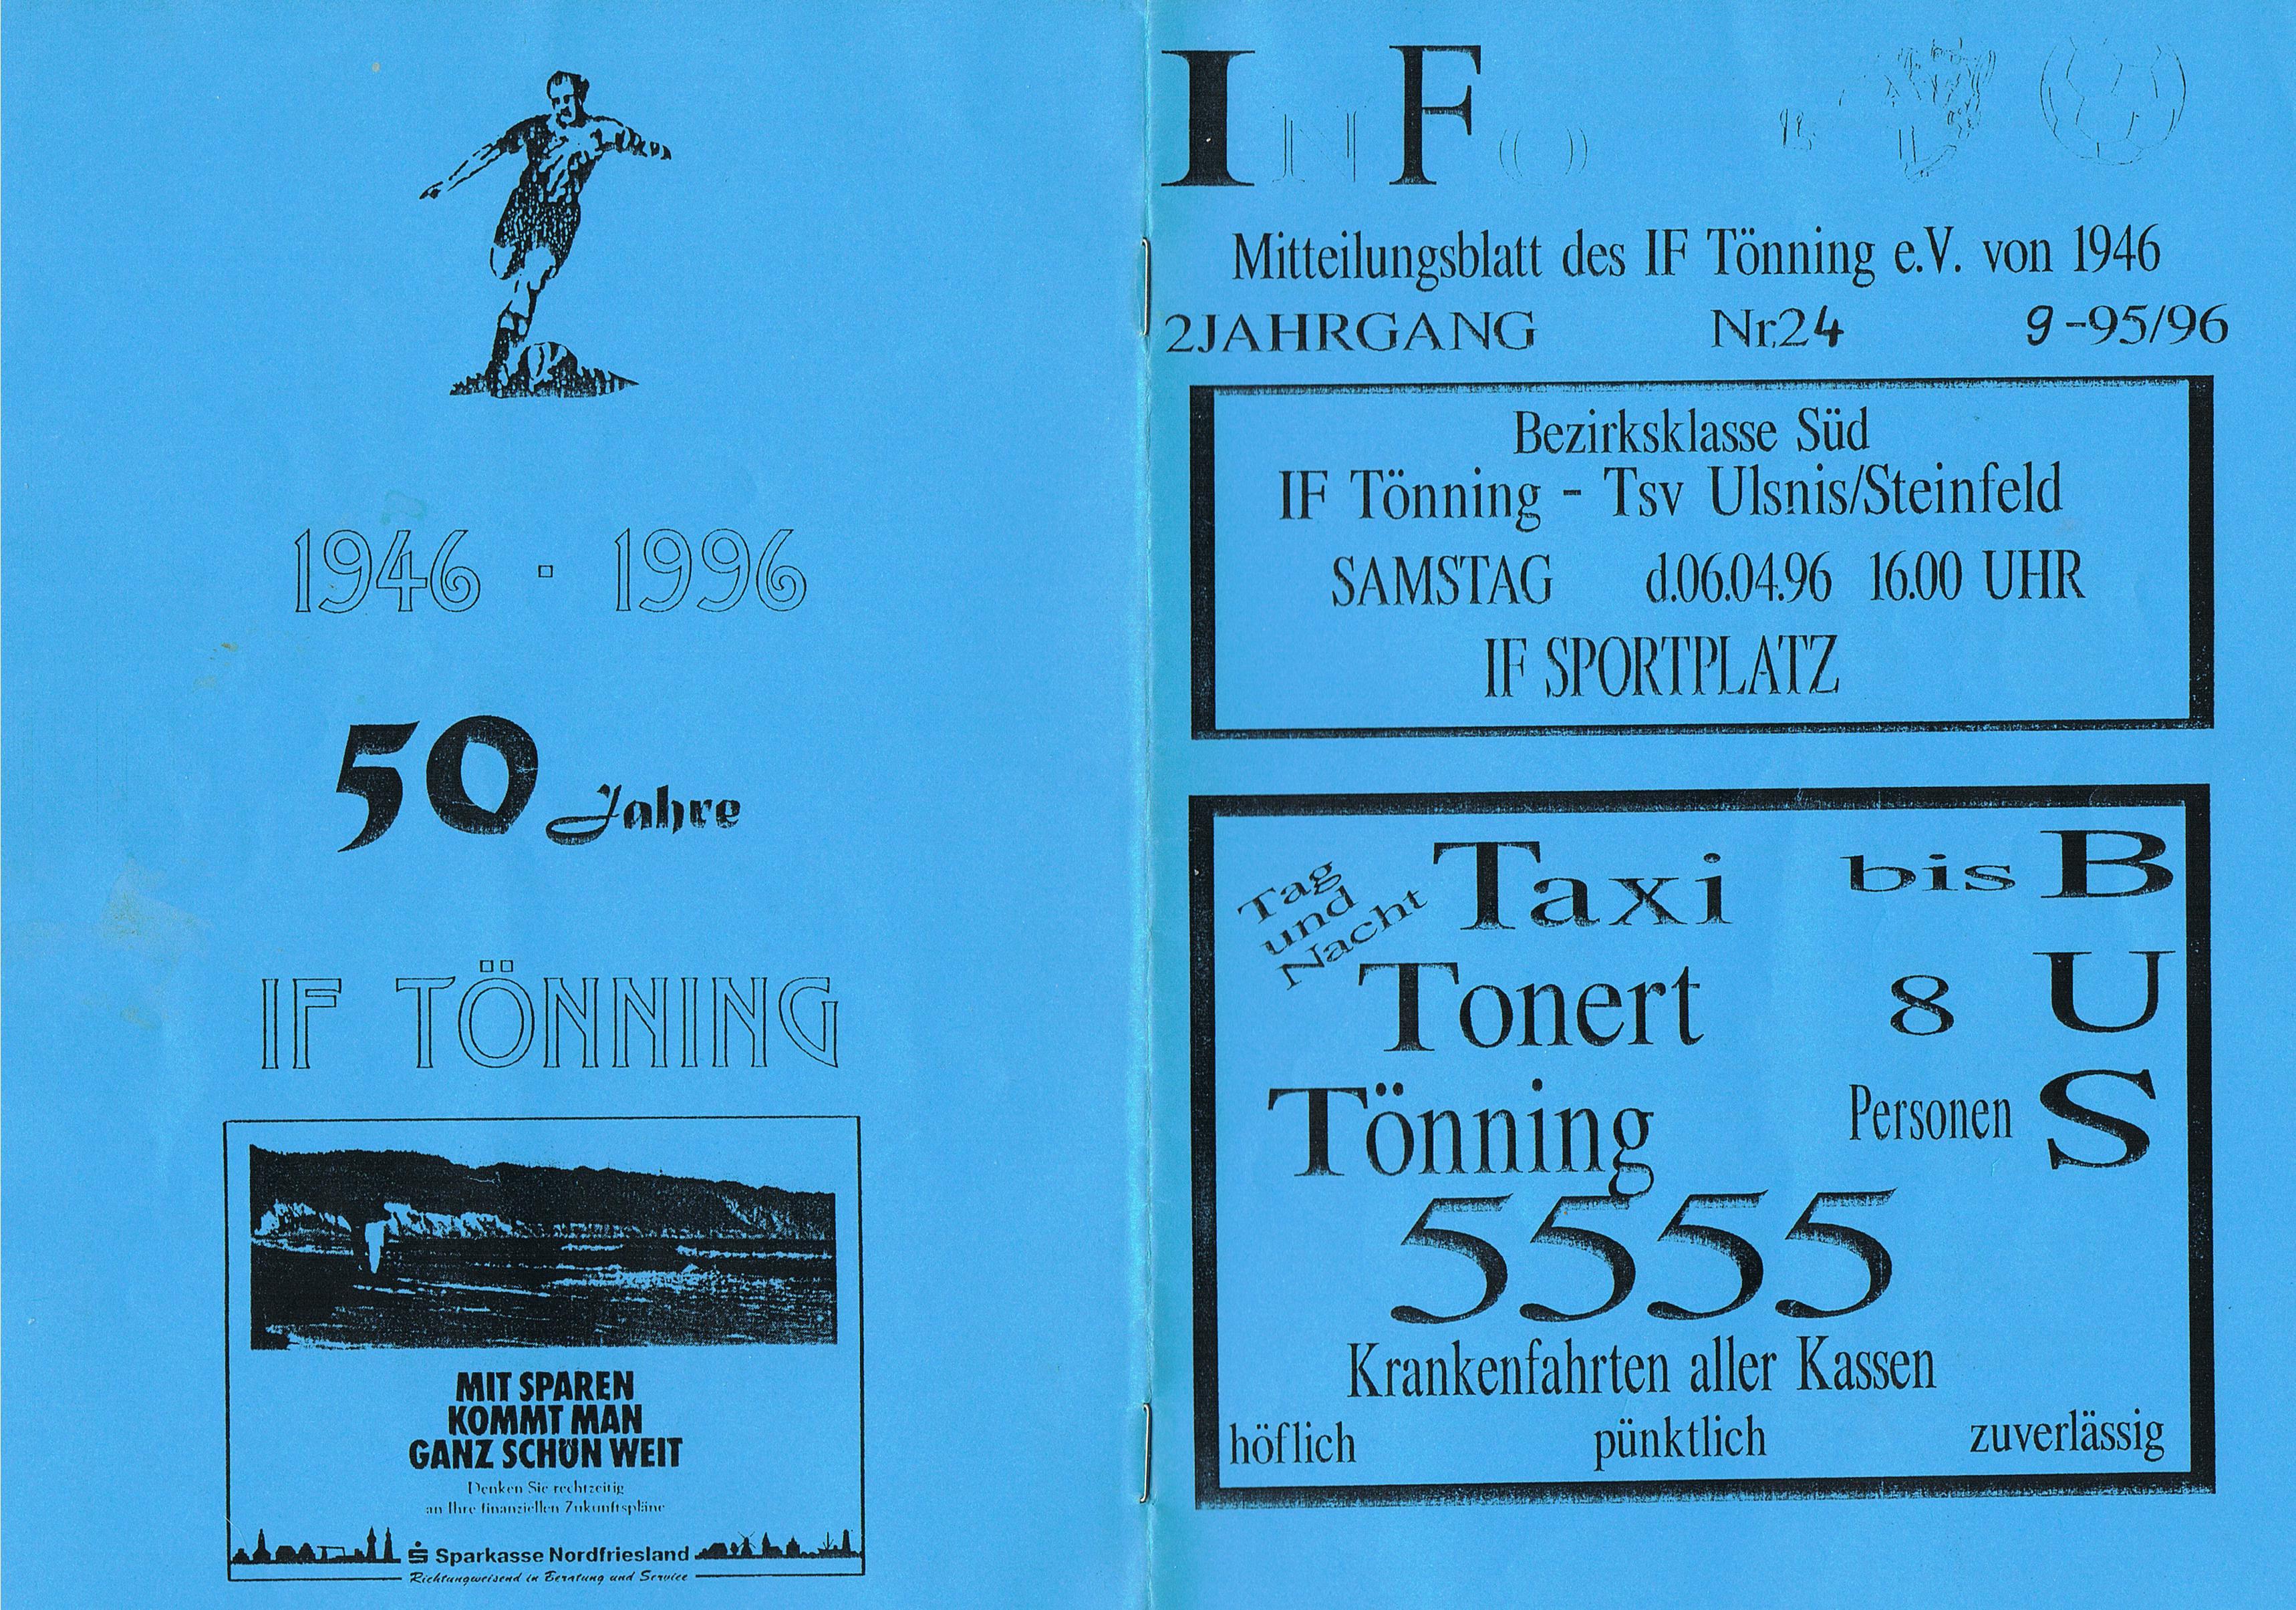 1946 · 1996
50 Jahre
IF TÖNNING
MIT SPAREN
KOMMT MAN
GANZ SCHÖN WEIT
Denken Sie rechtzeitig
an Ihre finanziellen Zukunftspläne
Sparkasse Nordfriesland
Richtungweisend in Beratung und Service
INFO
Mitteilungsblatt des IF Tönning e.V. von 1946
2JAHRGANG Nr.24 9-95/96
Bezirksklasse Süd
IF Tönning - Tsv Ulsnis/Steinfeld
SAMSTAG d.06.04.96 16.00 UHR
IF SPORTPLATZ
Tag
und
Nacht
Taxi
Tonert
Tönning
bis
8
Personen
BUS
5555
Krankenfahrten aller Kassen
höflich pünktlich zuverlässig